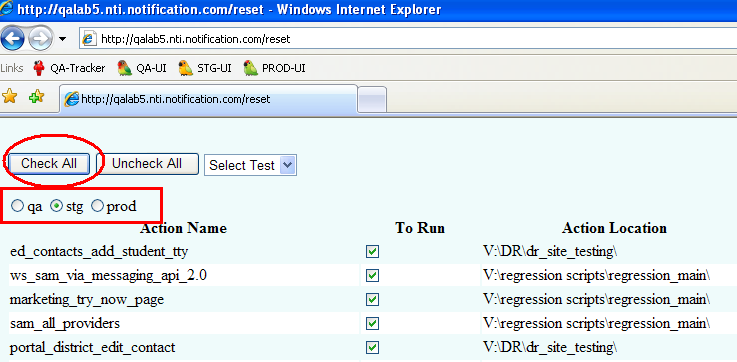 http://qalab5.nti.notification.com/reset - Windows Internet Explorer
http://qalab5.nti.notification.com/reset
Links QA-Tracker QA-UI STG-UI PROD-UI
http://qalab5.nti.notification.com/reset
Check All Uncheck All Select Test
qa stg prod
Action Name To Run Action Location
ed_contacts_add_student_tty V:\DR\dr_site_testing\
ws_sam_via_messaging_api_2.0 V:\regression scripts\regression_main\
marketing_try_now_page V:\regression scripts\regression_main\
sam_all_providers V:\regression scripts\regression_main\
portal_district_edit_contact V:\DR\dr_site_testing\